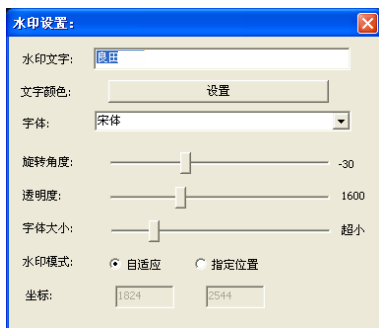 水印设置：
水印文字: 良田
文字颜色: 设置
字体: 宋体
旋转角度: -30
透明度: 1600
字体大小: 超小
水印模式: 自适应 指定位置
坐标: 1824 2544